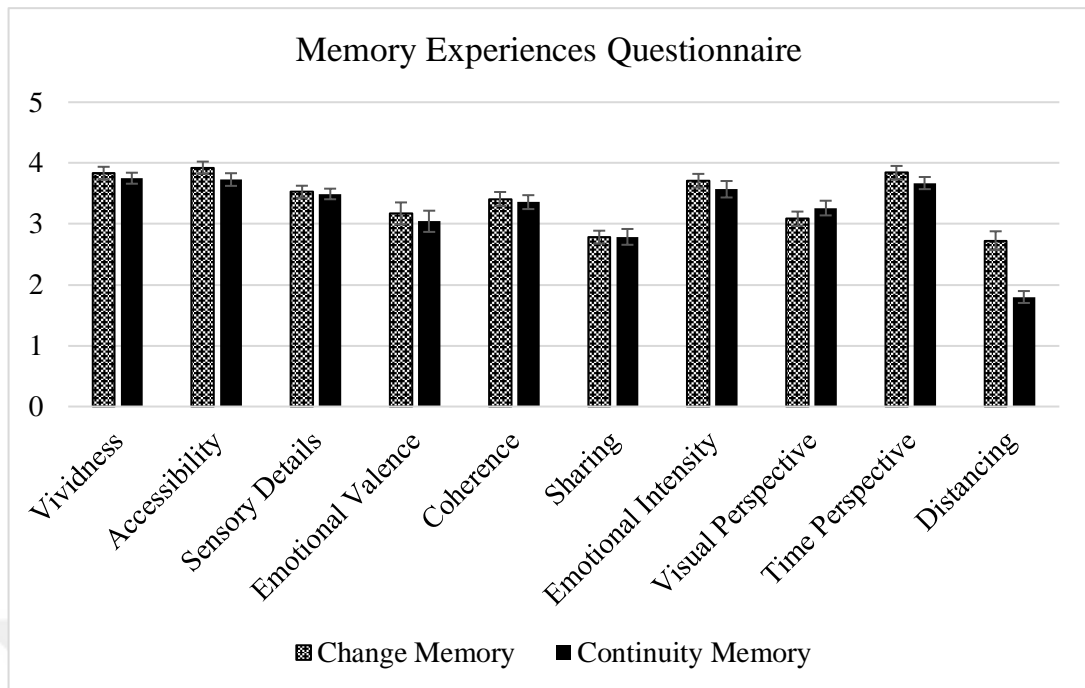 Memory Experiences Questionnaire
5
4
3
2
1
0
Vividness
Accessibility
Sensory Details
Emotional Valence
Coherence
Sharing
Emotional Intensity
Visual Perspective
Time Perspective
Distancing
Change Memory
Continuity Memory